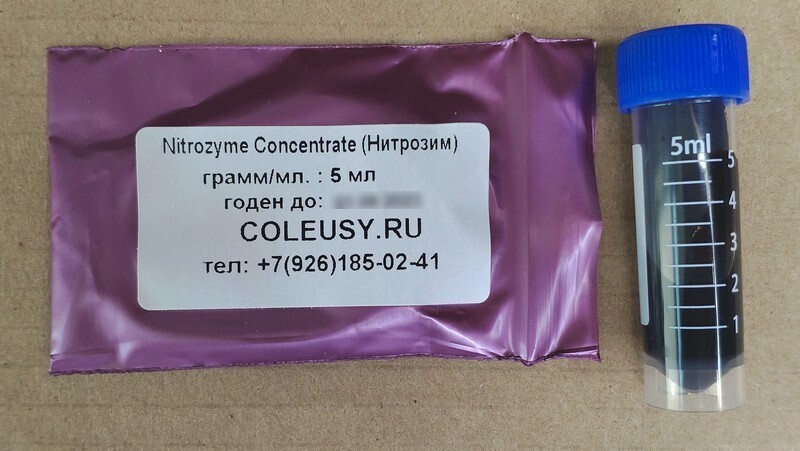 Nitrozyme Concentrate (Нитрозим)
грамм/мл. : 5 мл
годен до:
COLEUSY.RU
тел: +7(926)185-02-41
5ml
5
4
3
2
1